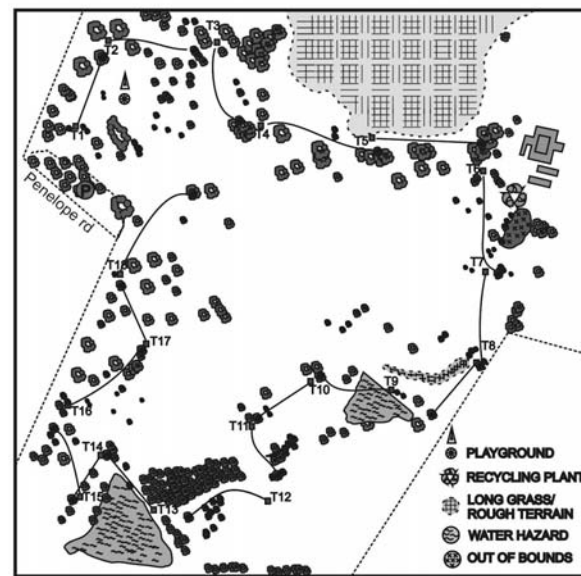 T2
T3
T1
T4
T5
T6
Penelope rd
P
T18
T7
T17
T8
T16
T10
T9
T11
T14
T15
T13
T12
PLAYGROUND
RECYCLING PLANT
LONG GRASS/
ROUGH TERRAIN
WATER HAZARD
OUT OF BOUNDS